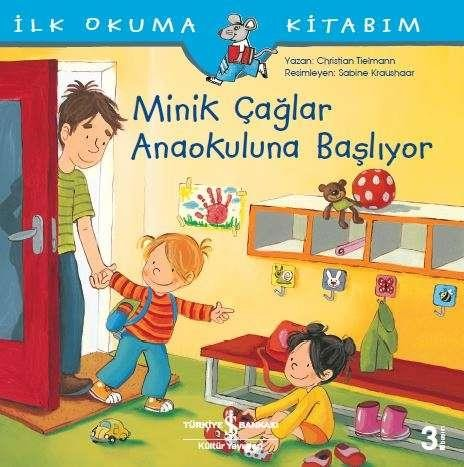 İLK OKUMA KİTABIM
Yazan: Christian Tielmann
Resimleyen: Sabine Kraushaar
Minik Çağlar
Anaokuluna Başlıyor
TÜRKİYE İŞ BANKASI
Kültür Yayınları
3